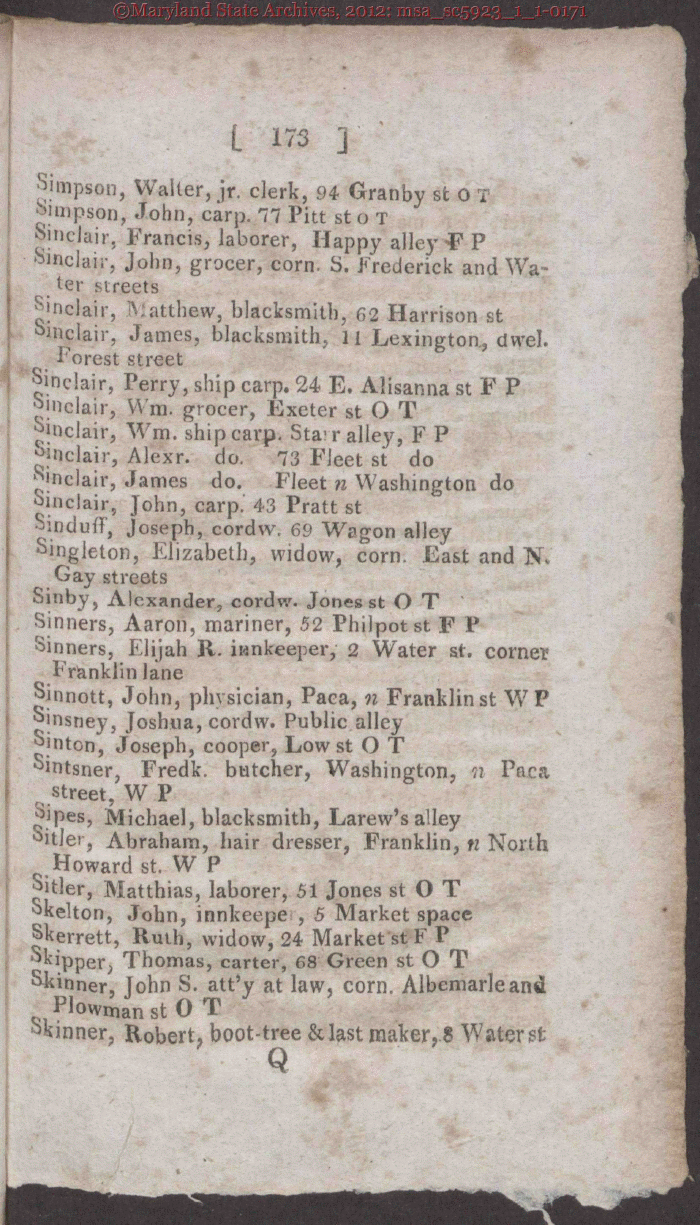 ©Maryland State Archives, 2012: msa_sc5923_1_1-0171
[ 173 ]
Simpson, Walter, jr. clerk, 94 Granby st O T
Simpson, John, carp. 77 Pitt st O T
Sinclair, Francis, laborer, Happy alley F P
Sinclair, John, grocer, corn. S. Frederick and Wa-
ter streets
Sinclair, Matthew, blacksmith, 62 Harrison st
Sinclair, James, blacksmith, 11 Lexington, dwel.
Forest street
Sinclair, Perry, ship carp. 24 E. Alisanna st F P
Sinclair, Wm. grocer, Exeter st O T
Sinclair, Wm. ship carp. Starr alley, F P
Sinclair, Alexr. do. 73 Fleet st do
Sinclair, James do. Fleet n Washington do
Sinclair, John, carp. 43 Pratt st
Sinduff, Joseph, cordw. 69 Wagon alley
Singleton, Elizabeth, widow, corn. East and N.
Gay streets
Sinby, Alexander, cordw. Jones st O T
Sinners, Aaron, mariner, 52 Philpot st F P
Sinners, Elijah R. innkeeper, 2 Water st. corner
Franklin lane
Sinnott, John, physician, Paca, n Franklin st W P
Sinsney, Joshua, cordw. Public alley
Sinton, Joseph, cooper, Low st O T
Sintsner, Fredk. butcher, Washington, n Paca
street, W P
Sipes, Michael, blacksmith, Larew's alley
Sitler, Abraham, hair dresser, Franklin, n North
Howard st. W P
Sitler, Matthias, laborer, 51 Jones st O T
Skelton, John, innkeeper, 5 Market space
Skerrett, Ruth, widow, 24 Market st F P
Skipper, Thomas, carter, 68 Green st O T
Skinner, John S. att'y at law, corn. Albemarle and
Plowman st O T
Skinner, Robert, boot-tree & last maker, 8 Water st
Q